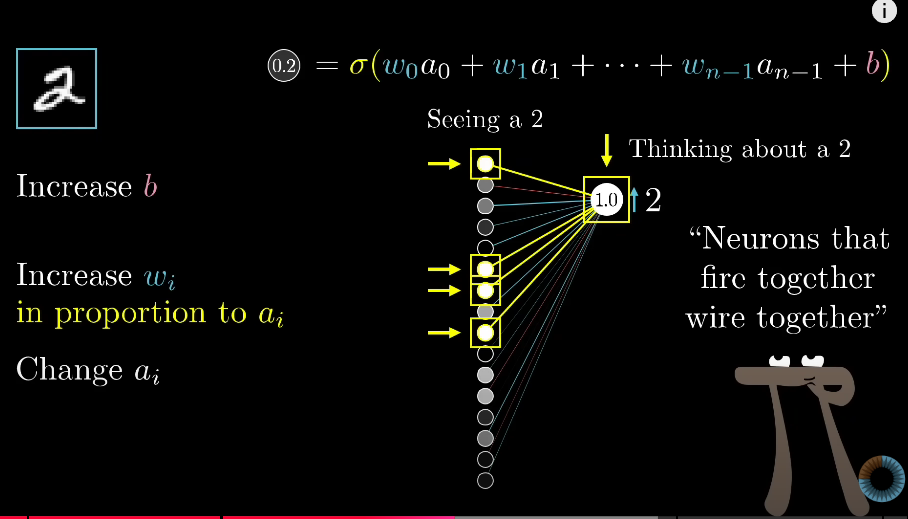 i
0.2 = σ(w₀a₀ + w₁a₁ + ⋯ + wₙ₋₁aₙ₋₁ + b)
Seeing a 2
Thinking about a 2
1.0
2
Increase b
Increase wᵢ
in proportion to aᵢ
Change aᵢ
“Neurons that
fire together
wire together”